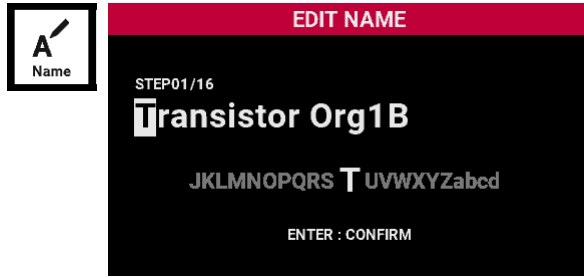 A
Name
EDIT NAME
STEP01/16
Transistor Org1B
JKLMNOPQRS T UVWXYZabcd
ENTER : CONFIRM